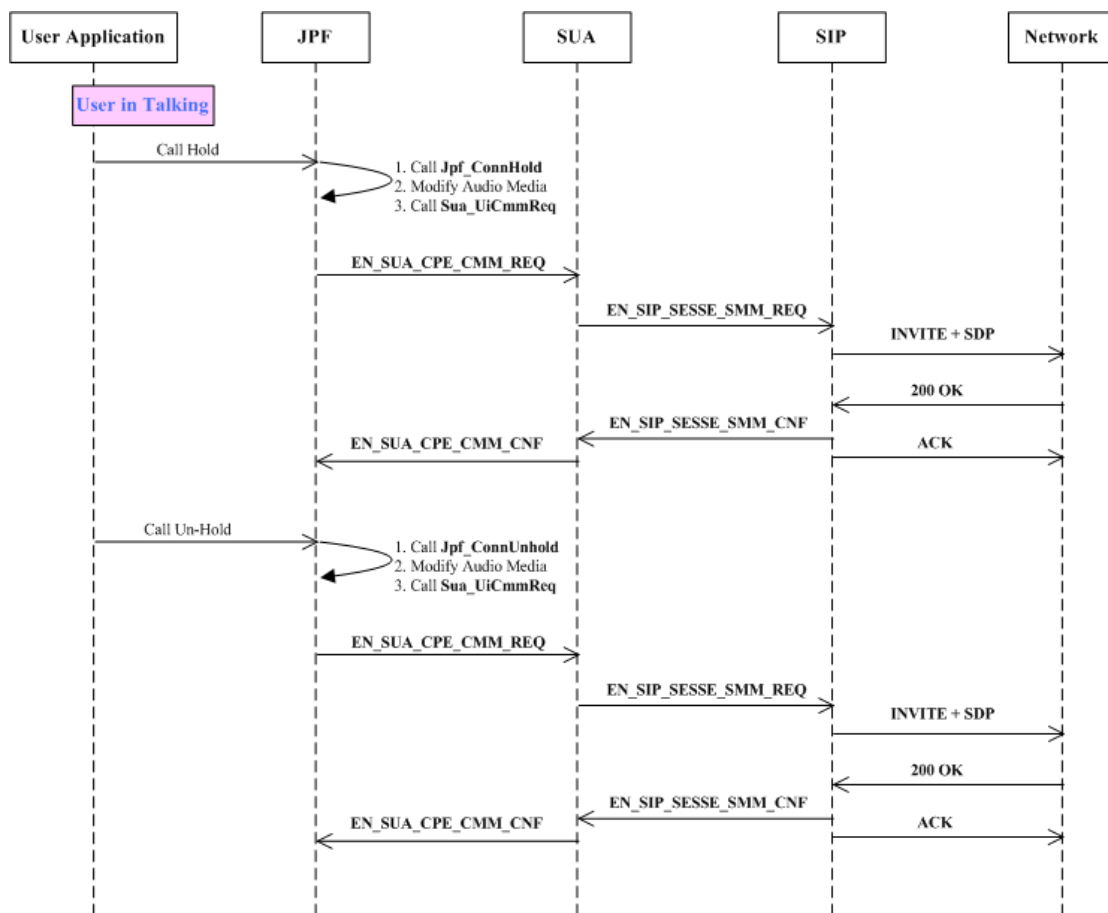 User Application
JPF
SUA
SIP
Network
User in Talking
Call Hold
1. Call Jpf_ConnHold
2. Modify Audio Media
3. Call Sua_UiCmmReq
EN_SUA_CPE_CMM_REQ
EN_SIP_SESSE_SMM_REQ
INVITE + SDP
200 OK
EN_SIP_SESSE_SMM_CNF
EN_SUA_CPE_CMM_CNF
ACK
Call Un-Hold
1. Call Jpf_ConnUnhold
2. Modify Audio Media
3. Call Sua_UiCmmReq
EN_SUA_CPE_CMM_REQ
EN_SIP_SESSE_SMM_REQ
INVITE + SDP
200 OK
EN_SIP_SESSE_SMM_CNF
EN_SUA_CPE_CMM_CNF
ACK